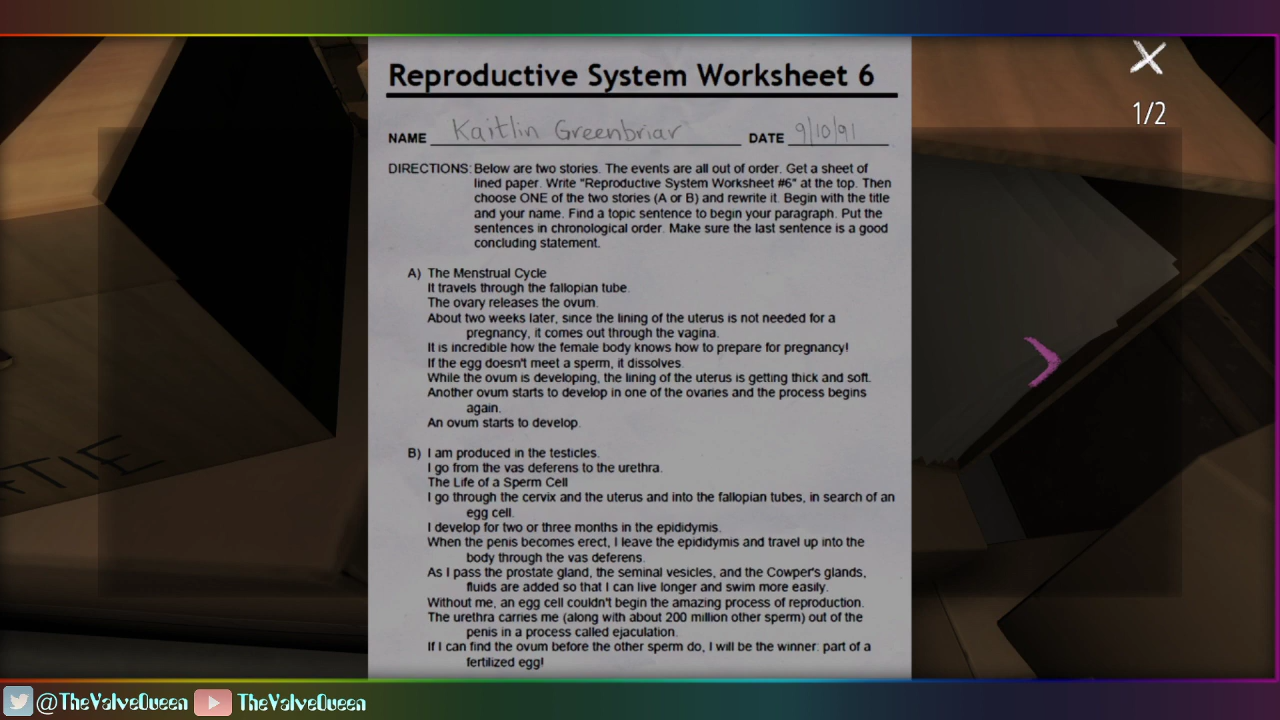 Reproductive System Worksheet 6
1/2
NAME Kaitlin Greenbriar DATE 9/10/91
DIRECTIONS: Below are two stories. The events are all out of order. Get a sheet of
lined paper. Write "Reproductive System Worksheet #6" at the top. Then
choose ONE of the two stories (A or B) and rewrite it. Begin with the title
and your name. Find a topic sentence to begin your paragraph. Put the
sentences in chronological order. Make sure the last sentence is a good
concluding statement.
A) The Menstrual Cycle
It travels through the fallopian tube.
The ovary releases the ovum.
About two weeks later, since the lining of the uterus is not needed for a
pregnancy, it comes out through the vagina.
It is incredible how the female body knows how to prepare for pregnancy!
If the egg doesn't meet a sperm, it dissolves.
While the ovum is developing, the lining of the uterus is getting thick and soft.
Another ovum starts to develop in one of the ovaries and the process begins
again.
An ovum starts to develop.
B) I am produced in the testicles.
I go from the vas deferens to the urethra.
The Life of a Sperm Cell
I go through the cervix and the uterus and into the fallopian tubes, in search of an
egg cell.
I develop for two or three months in the epididymis.
When the penis becomes erect, I leave the epididymis and travel up into the
body through the vas deferens.
As I pass the prostate gland, the seminal vesicles, and the Cowper's glands,
fluids are added so that I can live longer and swim more easily.
Without me, an egg cell couldn't begin the amazing process of reproduction.
The urethra carries me (along with about 200 million other sperm) out of the
penis in a process called ejaculation.
If I can find the ovum before the other sperm do, I will be the winner: part of a
fertilized egg!
@TheValveQueen TheValveQueen